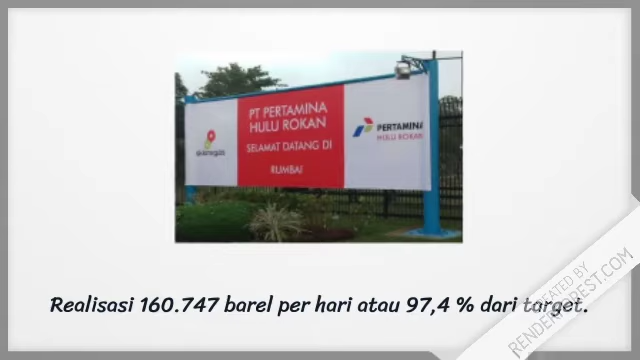 PT PERTAMINA
HULU ROKAN
SELAMAT DATANG DI
RUMBAI
skkmigas
PERTAMINA
HULU ROKAN
Realisasi 160.747 barel per hari atau 97,4 % dari target.
CREATED BY
RENDERFOREST.COM